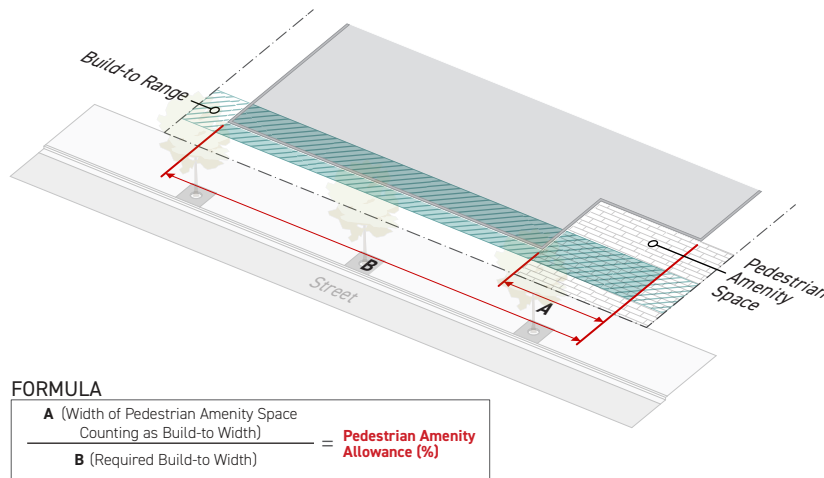 Build-to Range
Pedestrian
Amenity
Space
B
A
Street
FORMULA
A (Width of Pedestrian Amenity Space
Counting as Build-to Width)
B (Required Build-to Width)
= Pedestrian Amenity
Allowance (%)